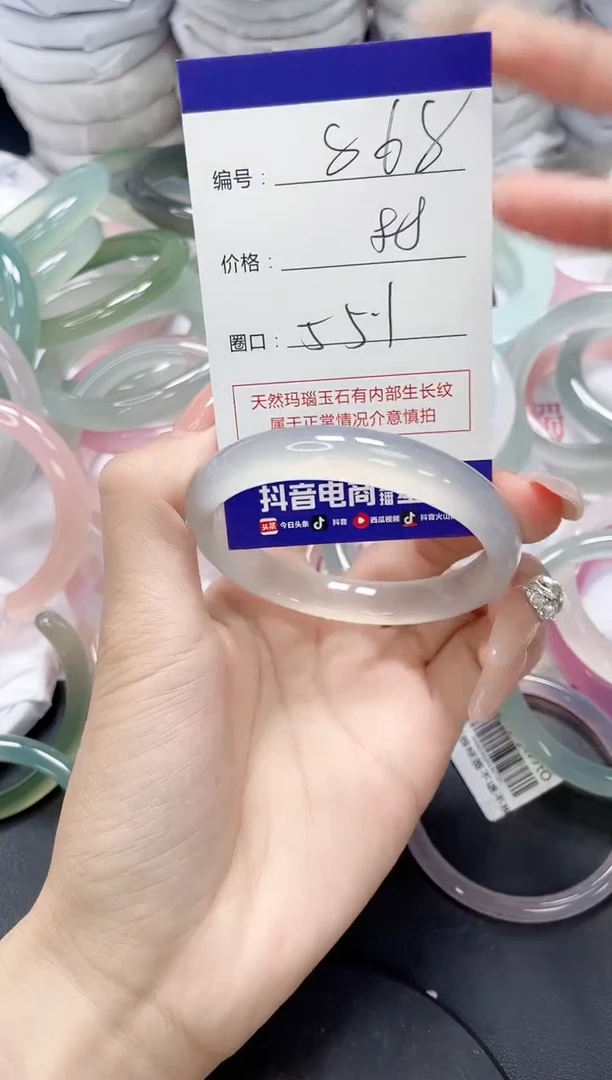 编号：868
价格：
圈口：55.1
天然玛瑙玉石有内部生长纹
属于正常情况介意慎拍
抖音电商
今日头条 抖音 西瓜视频 抖音火山